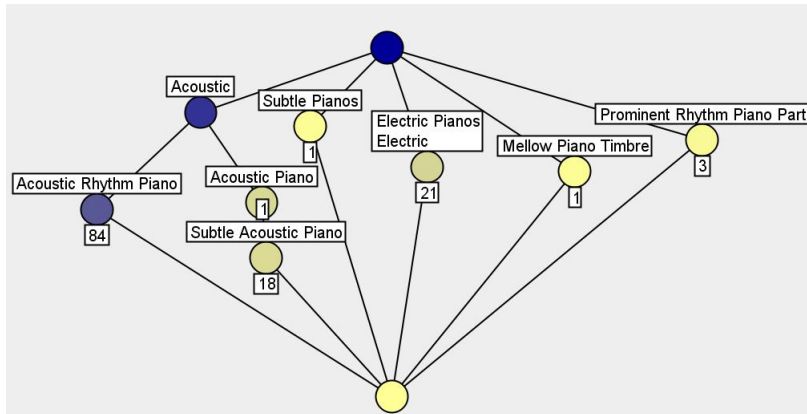 Acoustic
Subtle Pianos
1
Electric Pianos
Electric
21
Prominent Rhythm Piano Part
3
Mellow Piano Timbre
1
Acoustic Rhythm Piano
84
Acoustic Piano
1
Subtle Acoustic Piano
18